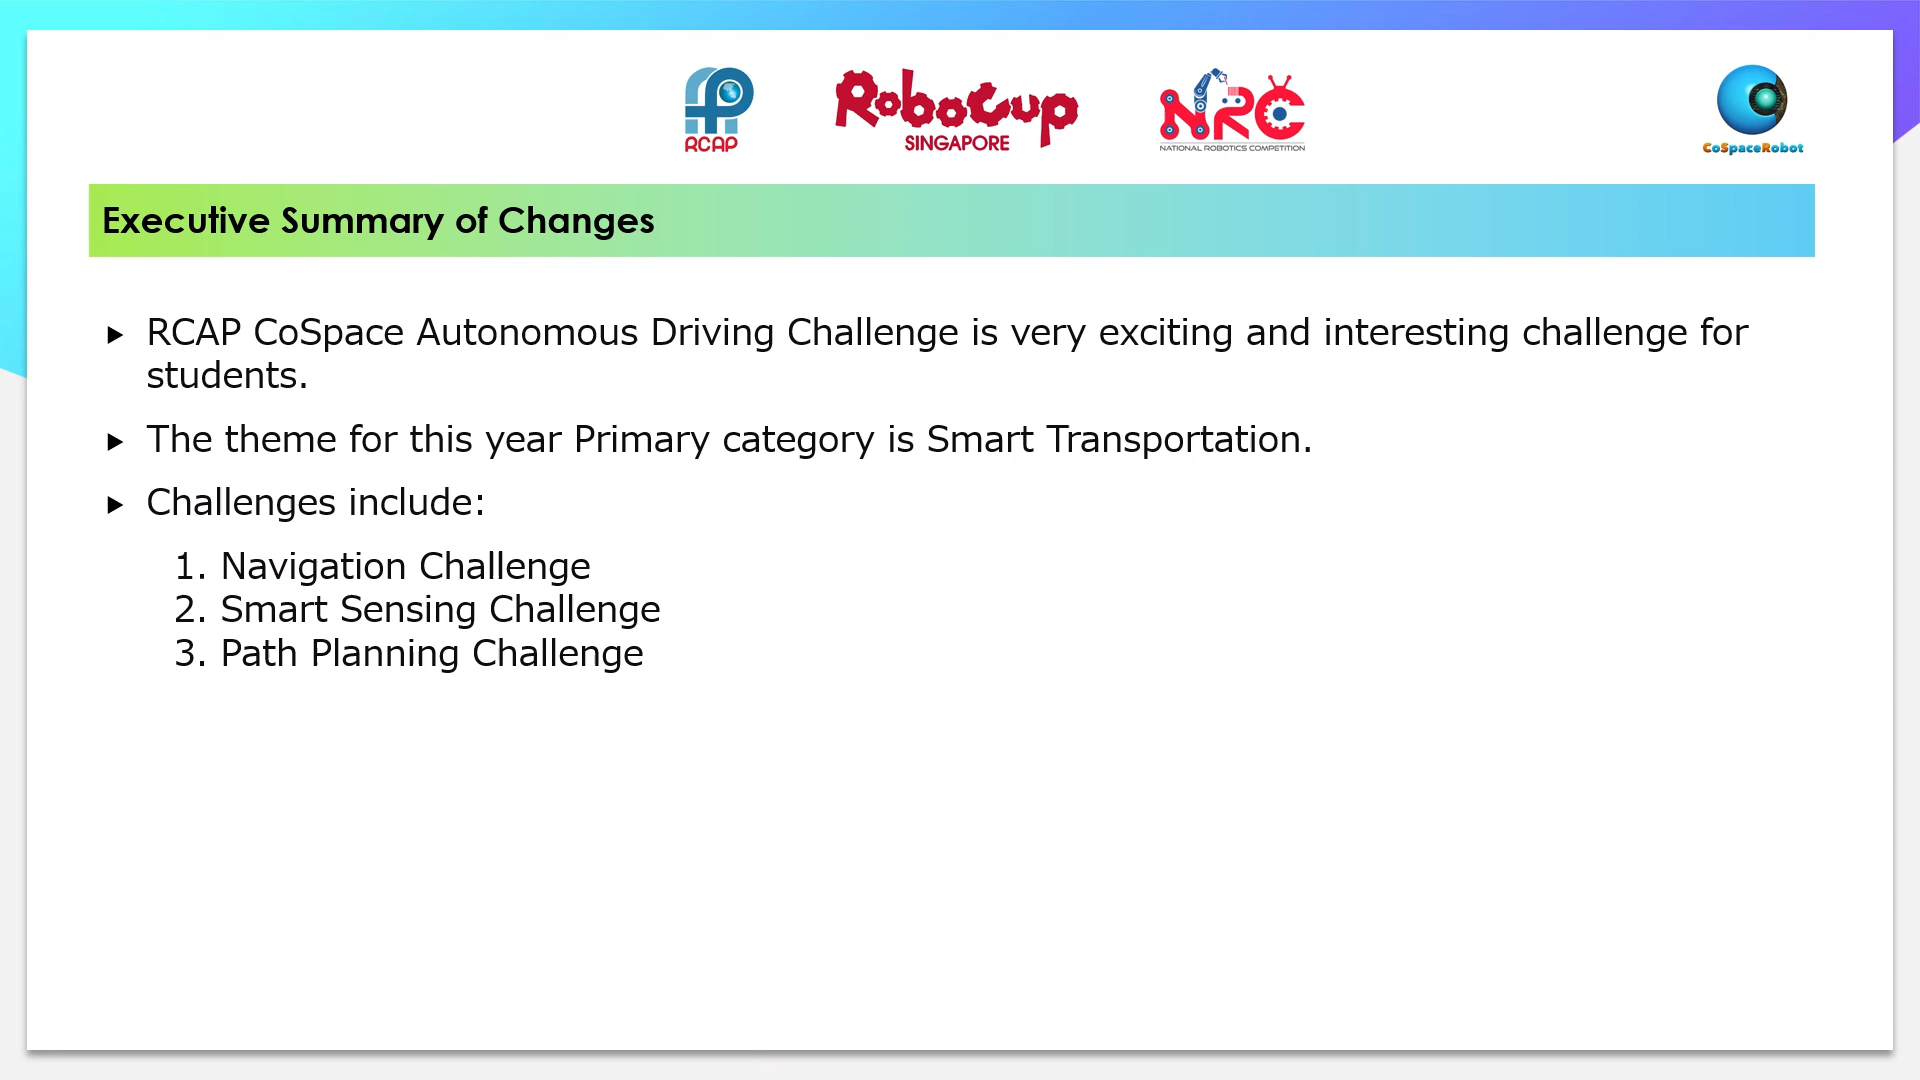 RCAP
RoboCup
SINGAPORE
NRC
NATIONAL ROBOTICS COMPETITION
CoSpaceRobot
Executive Summary of Changes
RCAP CoSpace Autonomous Driving Challenge is very exciting and interesting challenge for
students.
The theme for this year Primary category is Smart Transportation.
Challenges include:
1. Navigation Challenge
2. Smart Sensing Challenge
3. Path Planning Challenge